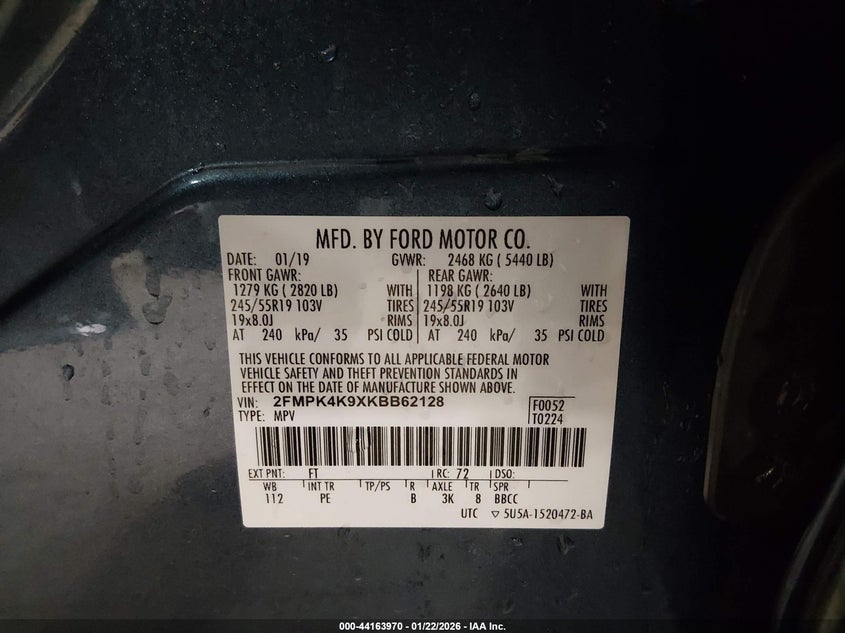 MFD. BY FORD MOTOR CO.
DATE: 01/19 GVWR: 2468 KG ( 5440 LB)
FRONT GAWR: REAR GAWR:
1279 KG ( 2820 LB) WITH 1198 KG ( 2640 LB) WITH
245/55R19 103V TIRES 245/55R19 103V TIRES
19x8.0J RIMS 19x8.0J RIMS
AT 240 kPa/ 35 PSI COLD AT 240 kPa/ 35 PSI COLD
THIS VEHICLE CONFORMS TO ALL APPLICABLE FEDERAL MOTOR
VEHICLE SAFETY AND THEFT PREVENTION STANDARDS IN
EFFECT ON THE DATE OF MANUFACTURE SHOWN ABOVE.
VIN: 2FMPK4K9XKBB62128 F0052
TYPE: MPV T0224
EXT PNT: FT RC: 72 DSO:
WB INT TR TP/PS R AXLE TR SPR
112 PE B 3K 8 BBCC
UTC ▽ 5U5A-1520472-BA
000-44163970 - 01/22/2026 - IAA Inc.